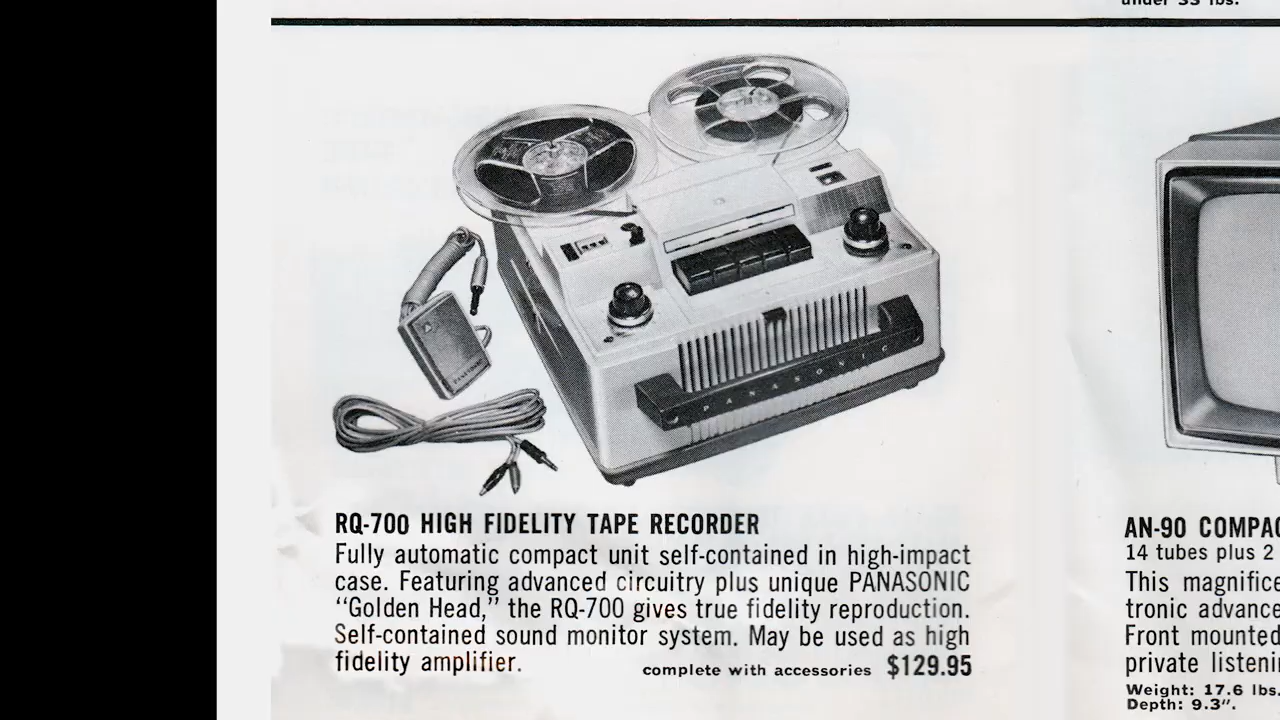 under 33 lbs.
PANASONIC
PANASONIC
RQ-700 HIGH FIDELITY TAPE RECORDER
Fully automatic compact unit self-contained in high-impact
case. Featuring advanced circuitry plus unique PANASONIC
“Golden Head,” the RQ-700 gives true fidelity reproduction.
Self-contained sound monitor system. May be used as high
fidelity amplifier.
complete with accessories $129.95
AN-90 COMPAC
14 tubes plus 2
This magnifice
tronic advance
Front mounted
private listeni
Weight: 17.6 lbs.
Depth: 9.3”.